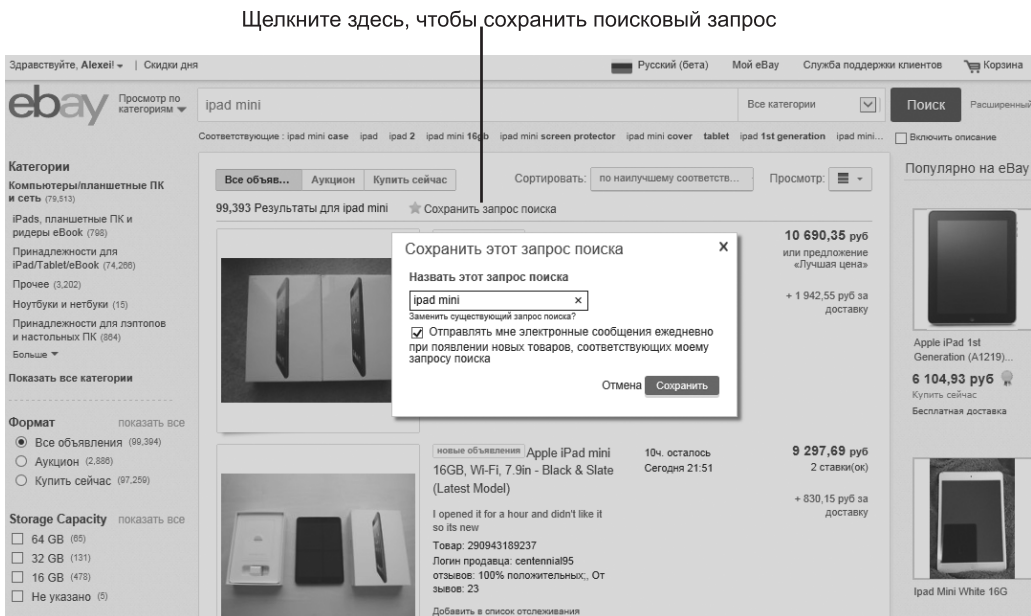 Щелкните здесь, чтобы сохранить поисковый запрос
Здравствуйте, Alexei! | Скидки дня
Русский (бета) Мой eBay Служба поддержки клиентов Корзина
ebay
Просмотр по
категориям
ipad mini
Все категории
Поиск
Расширенный
Соответствующие : ipad mini case ipad ipad 2 ipad mini 16gb ipad mini screen protector ipad mini cover tablet ipad 1st generation ipad mini...
Включить описание
Категории
Компьютеры/планшетные ПК
и сеть (79,513)
iPads, планшетные ПК и
ридеры eBook (798)
Принадлежности для
iPad/Tablet/eBook (74,266)
Прочее (3,202)
Ноутбуки и нетбуки (15)
Принадлежности для лэптопов
и настольных ПК (864)
Больше
Показать все категории
Формат показать все
Все объявления (99,394)
Аукцион (2,886)
Купить сейчас (97,259)
Storage Capacity показать все
64 GB (65)
32 GB (131)
16 GB (478)
Не указано (5)
Все объяв... Аукцион Купить сейчас
Сортировать: по наилучшему соответств...
Просмотр:
99,393 Результаты для ipad mini
Сохранить запрос поиска
Сохранить этот запрос поиска x
Назвать этот запрос поиска
ipad mini ×
Заменить существующий запрос поиска?
Отправлять мне электронные сообщения ежедневно
при появлении новых товаров, соответствующих моему
запросу поиска
Отмена Сохранить
10 690,35 руб
или предложение
«Лучшая цена»
+ 1 942,55 руб за
доставку
новые объявления Apple iPad mini
16GB, Wi-Fi, 7.9in - Black & Slate
(Latest Model)
I opened it for a hour and didn't like it
so its new
Товар: 290943189237
Логин продавца: centennial95
отзывов: 100% положительных;, От
зывов: 23
Добавить в список отслеживания
10ч. осталось
Сегодня 21:51
9 297,69 руб
2 ставки(ок)
+ 830,15 руб за
доставку
Популярно на eBay
Apple iPad 1st
Generation (A1219)...
6 104,93 руб
Купить сейчас
Бесплатная доставка
Ipad Mini White 16G